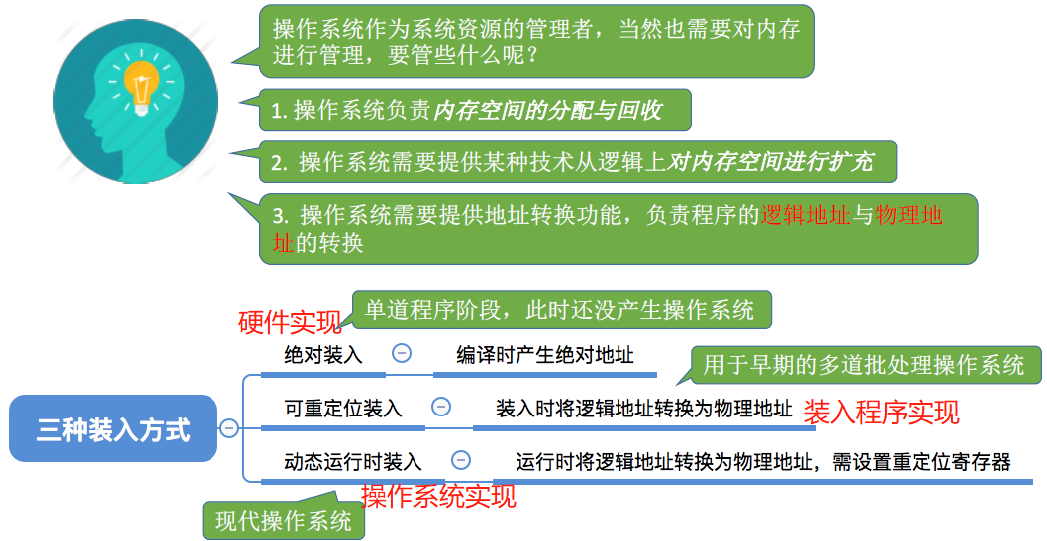 操作系统作为系统资源的管理者，当然也需要对内存
进行管理，要管些什么呢？
1. 操作系统负责内存空间的分配与回收
2. 操作系统需要提供某种技术从逻辑上对内存空间进行扩充
3. 操作系统需要提供地址转换功能，负责程序的逻辑地址与物理地
址的转换
单道程序阶段，此时还没产生操作系统
硬件实现
绝对装入
编译时产生绝对地址
用于早期的多道批处理操作系统
三种装入方式
可重定位装入
装入时将逻辑地址转换为物理地址
装入程序实现
动态运行时装入
运行时将逻辑地址转换为物理地址，需设置重定位寄存器
操作系统实现
现代操作系统